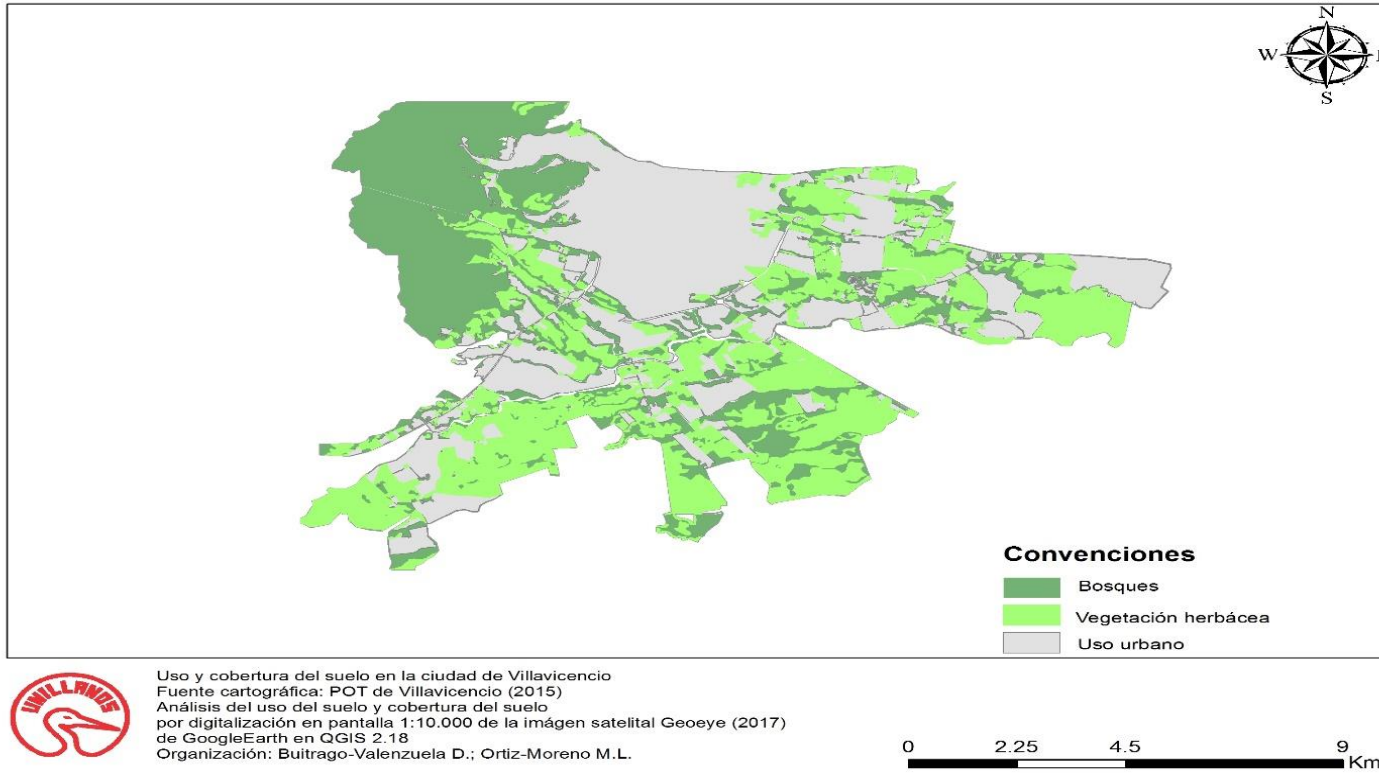 N
W
S
Convenciones
Bosques
Vegetación herbácea
Uso urbano
UNILLANOS
Uso y cobertura del suelo en la ciudad de Villavicencio
Fuente cartográfica: POT de Villavicencio (2015)
Análisis del uso del suelo y cobertura del suelo
por digitalización en pantalla 1:10.000 de la imágen satelital Geoeye (2017)
de GoogleEarth en QGIS 2.18
Organización: Buitrago-Valenzuela D.; Ortiz-Moreno M.L.
0 2.25 4.5 9
Km